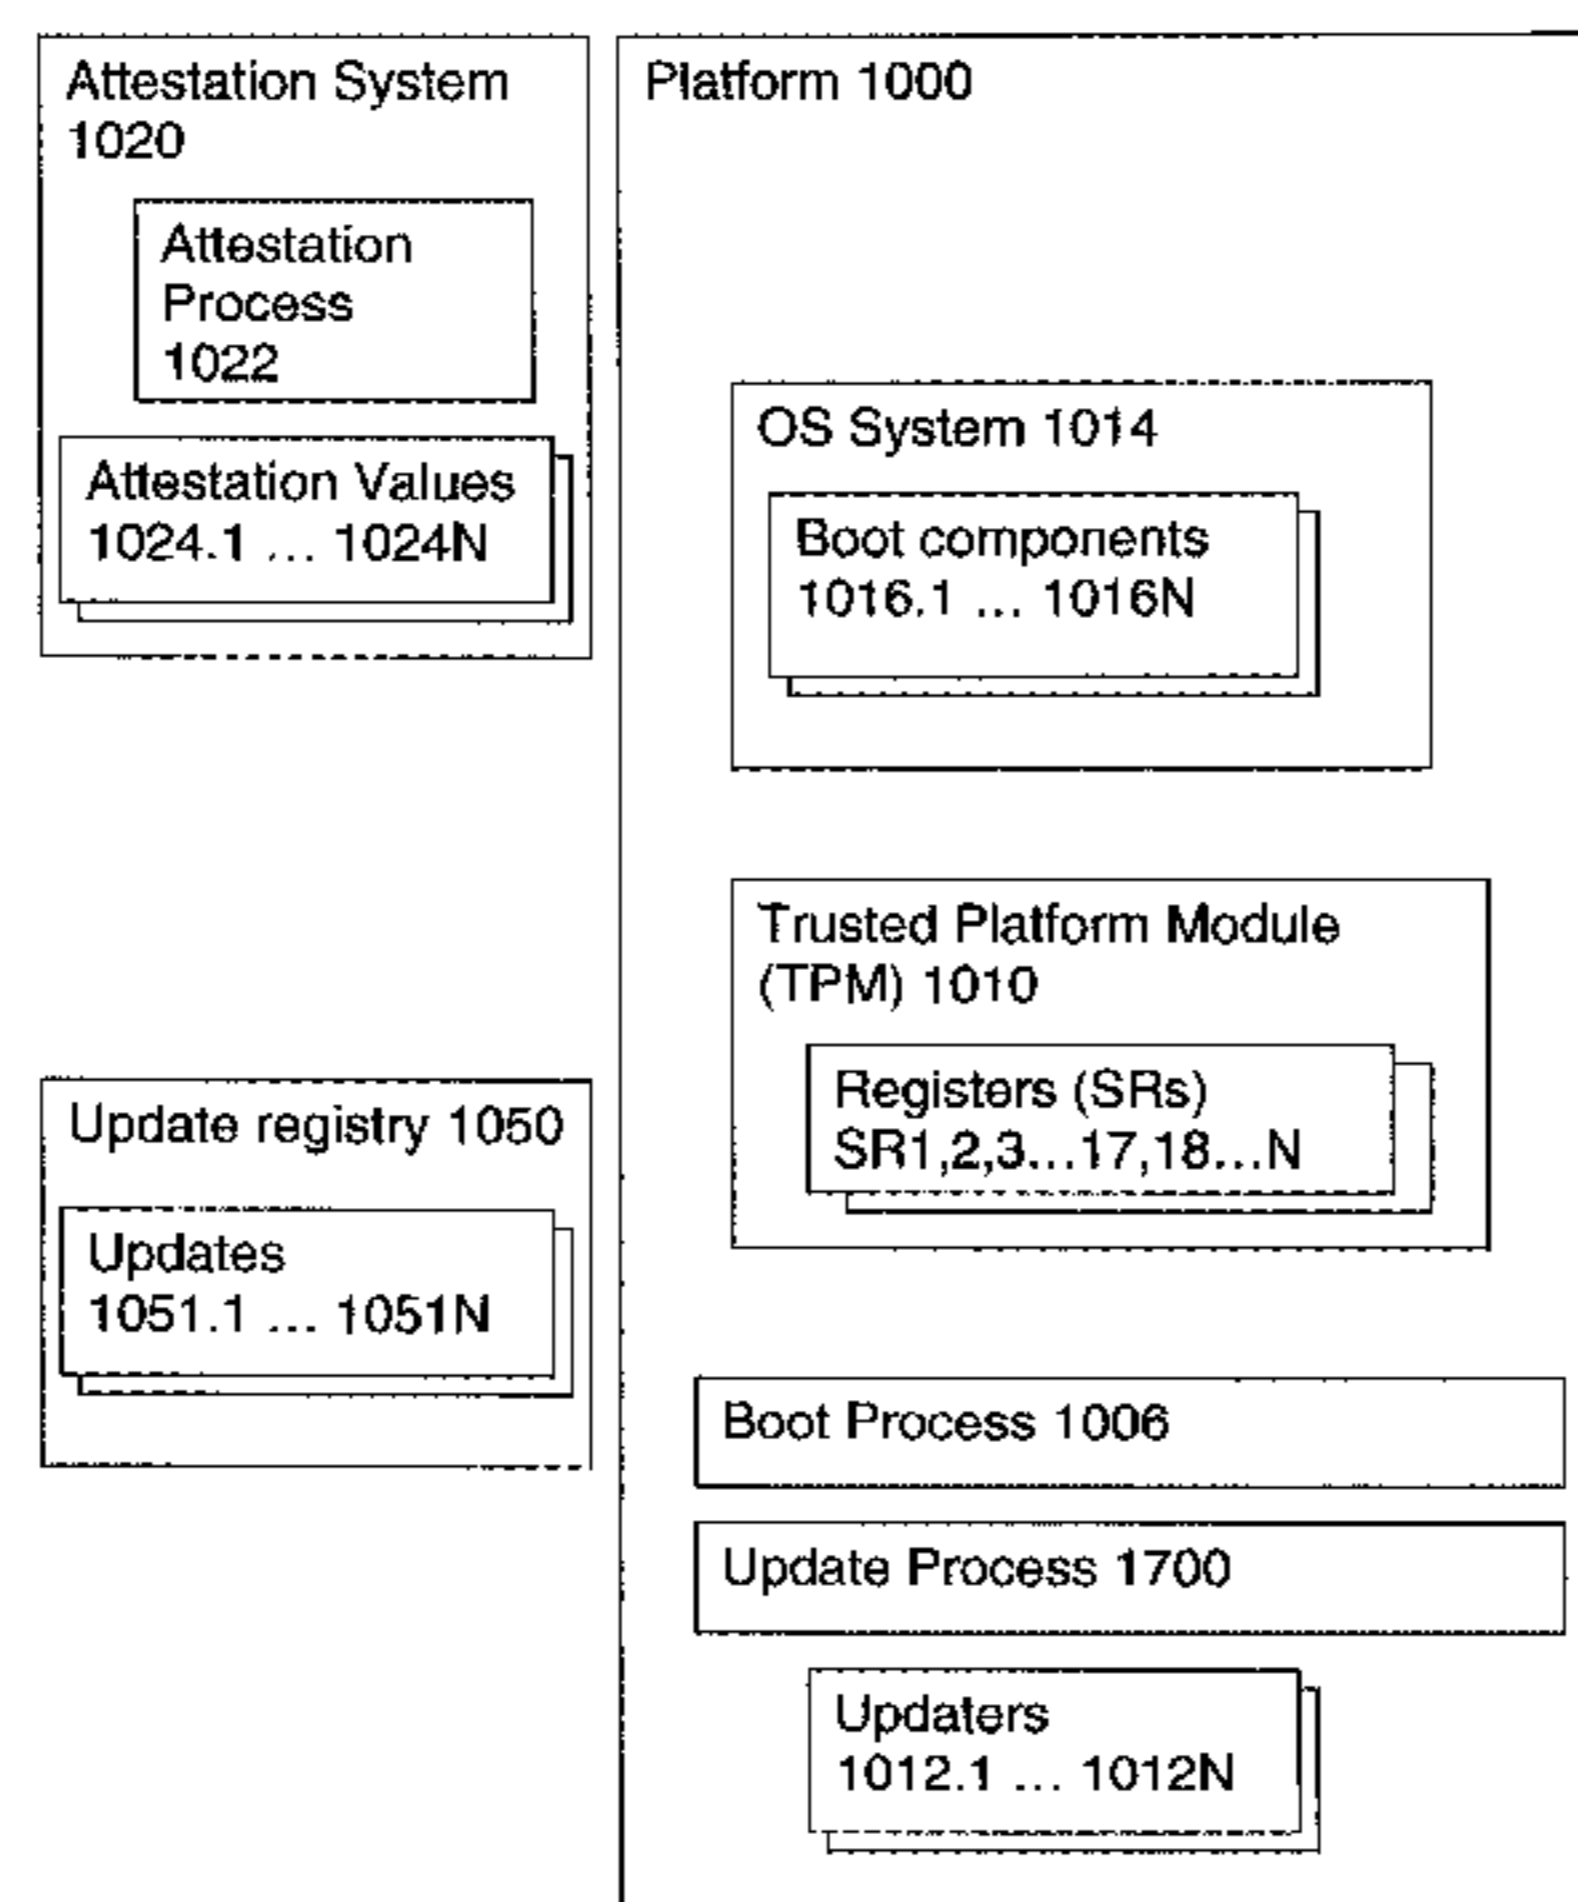 Attestation System
1020
Attestation
Process
1022
Attestation Values
1024.1 ... 1024N
Update registry 1050
Updates
1051.1 ... 1051N
Platform 1000
OS System 1014
Boot components
1016.1 ... 1016N
Trusted Platform Module
(TPM) 1010
Registers (SRs)
SR1,2,3...17,18...N
Boot Process 1006
Update Process 1700
Updaters
1012.1 ... 1012N